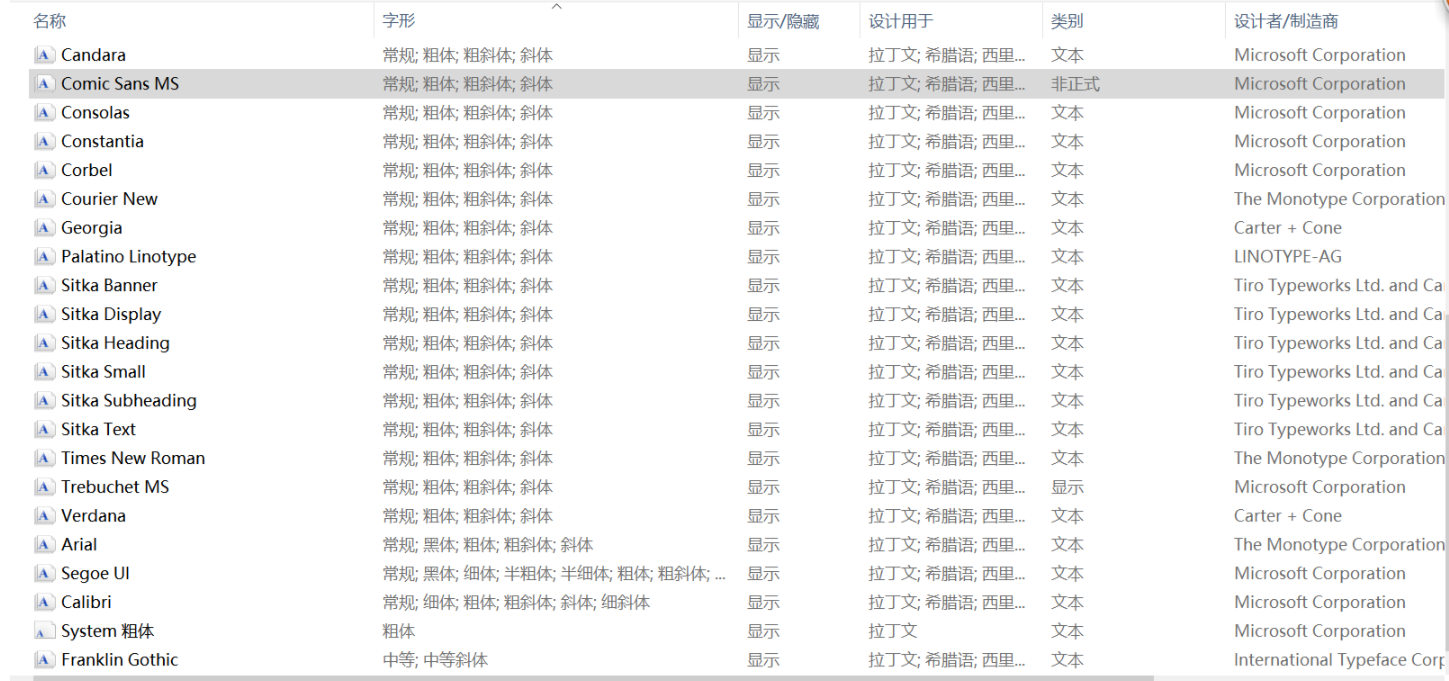 名称 字形 显示/隐藏 设计用于 类别 设计者/制造商
Candara 常规; 粗体; 粗斜体; 斜体 显示 拉丁文; 希腊语; 西里... 文本 Microsoft Corporation
Comic Sans MS 常规; 粗体; 粗斜体; 斜体 显示 拉丁文; 希腊语; 西里... 非正式 Microsoft Corporation
Consolas 常规; 粗体; 粗斜体; 斜体 显示 拉丁文; 希腊语; 西里... 文本 Microsoft Corporation
Constantia 常规; 粗体; 粗斜体; 斜体 显示 拉丁文; 希腊语; 西里... 文本 Microsoft Corporation
Corbel 常规; 粗体; 粗斜体; 斜体 显示 拉丁文; 希腊语; 西里... 文本 Microsoft Corporation
Courier New 常规; 粗体; 粗斜体; 斜体 显示 拉丁文; 希腊语; 西里... 文本 The Monotype Corporation
Georgia 常规; 粗体; 粗斜体; 斜体 显示 拉丁文; 希腊语; 西里... 文本 Carter + Cone
Palatino Linotype 常规; 粗体; 粗斜体; 斜体 显示 拉丁文; 希腊语; 西里... 文本 LINOTYPE-AG
Sitka Banner 常规; 粗体; 粗斜体; 斜体 显示 拉丁文; 希腊语; 西里... 文本 Tiro Typeworks Ltd. and Ca
Sitka Display 常规; 粗体; 粗斜体; 斜体 显示 拉丁文; 希腊语; 西里... 文本 Tiro Typeworks Ltd. and Ca
Sitka Heading 常规; 粗体; 粗斜体; 斜体 显示 拉丁文; 希腊语; 西里... 文本 Tiro Typeworks Ltd. and Ca
Sitka Small 常规; 粗体; 粗斜体; 斜体 显示 拉丁文; 希腊语; 西里... 文本 Tiro Typeworks Ltd. and Ca
Sitka Subheading 常规; 粗体; 粗斜体; 斜体 显示 拉丁文; 希腊语; 西里... 文本 Tiro Typeworks Ltd. and Ca
Sitka Text 常规; 粗体; 粗斜体; 斜体 显示 拉丁文; 希腊语; 西里... 文本 Tiro Typeworks Ltd. and Ca
Times New Roman 常规; 粗体; 粗斜体; 斜体 显示 拉丁文; 希腊语; 西里... 文本 The Monotype Corporation
Trebuchet MS 常规; 粗体; 粗斜体; 斜体 显示 拉丁文; 希腊语; 西里... 显示 Microsoft Corporation
Verdana 常规; 粗体; 粗斜体; 斜体 显示 拉丁文; 希腊语; 西里... 文本 Carter + Cone
Arial 常规; 黑体; 粗体; 粗斜体; 斜体 显示 拉丁文; 希腊语; 西里... 文本 The Monotype Corporation
Segoe UI 常规; 黑体; 细体; 半粗体; 半细体; 粗体; 粗斜体; ... 显示 拉丁文; 希腊语; 西里... 文本 Microsoft Corporation
Calibri 常规; 细体; 粗体; 粗斜体; 斜体; 细斜体 显示 拉丁文; 希腊语; 西里... 文本 Microsoft Corporation
System 粗体 粗体 显示 拉丁文 文本 Microsoft Corporation
Franklin Gothic 中等; 中等斜体 显示 拉丁文; 希腊语; 西里... 文本 International Typeface Corp